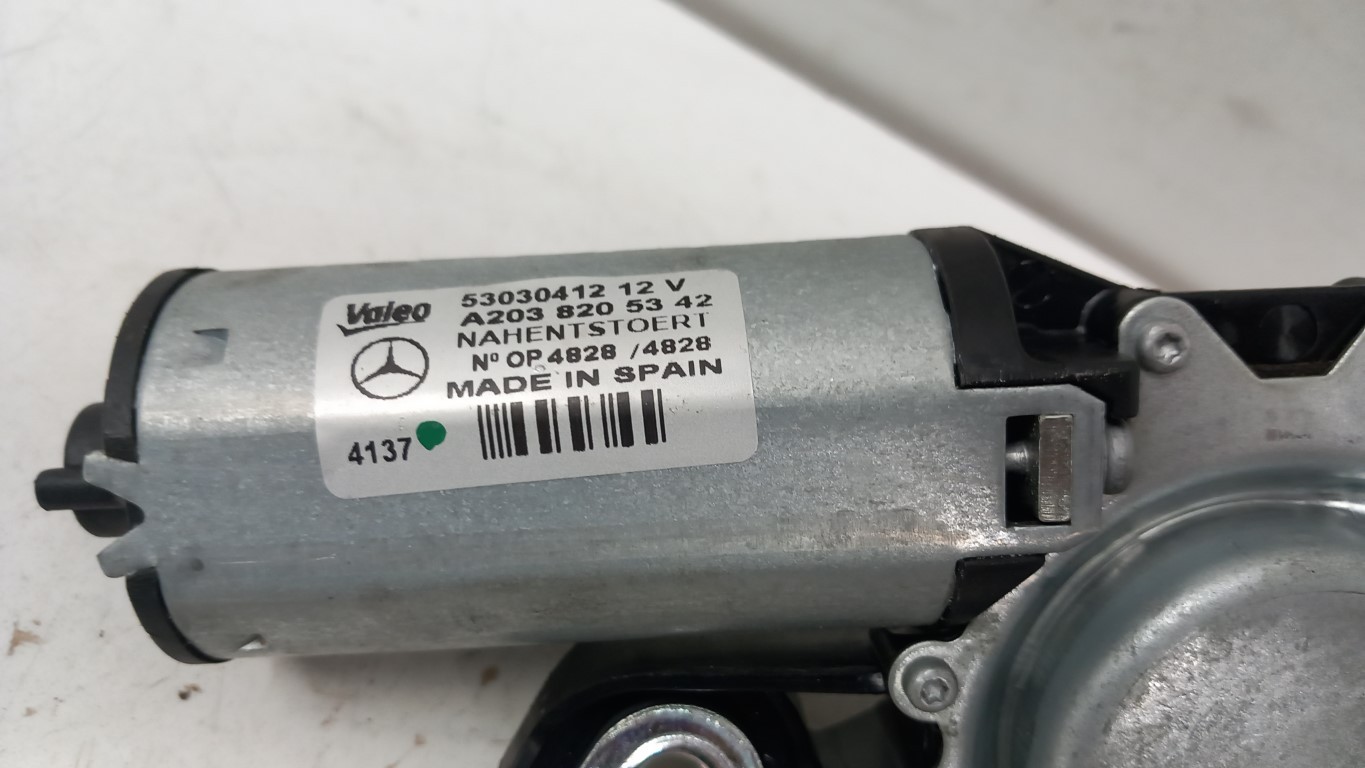 Valeo
53030412 12 V
A203 820 53 42
NAHENTSTOERT
Nº OP 4828 /4828
MADE IN SPAIN
4137